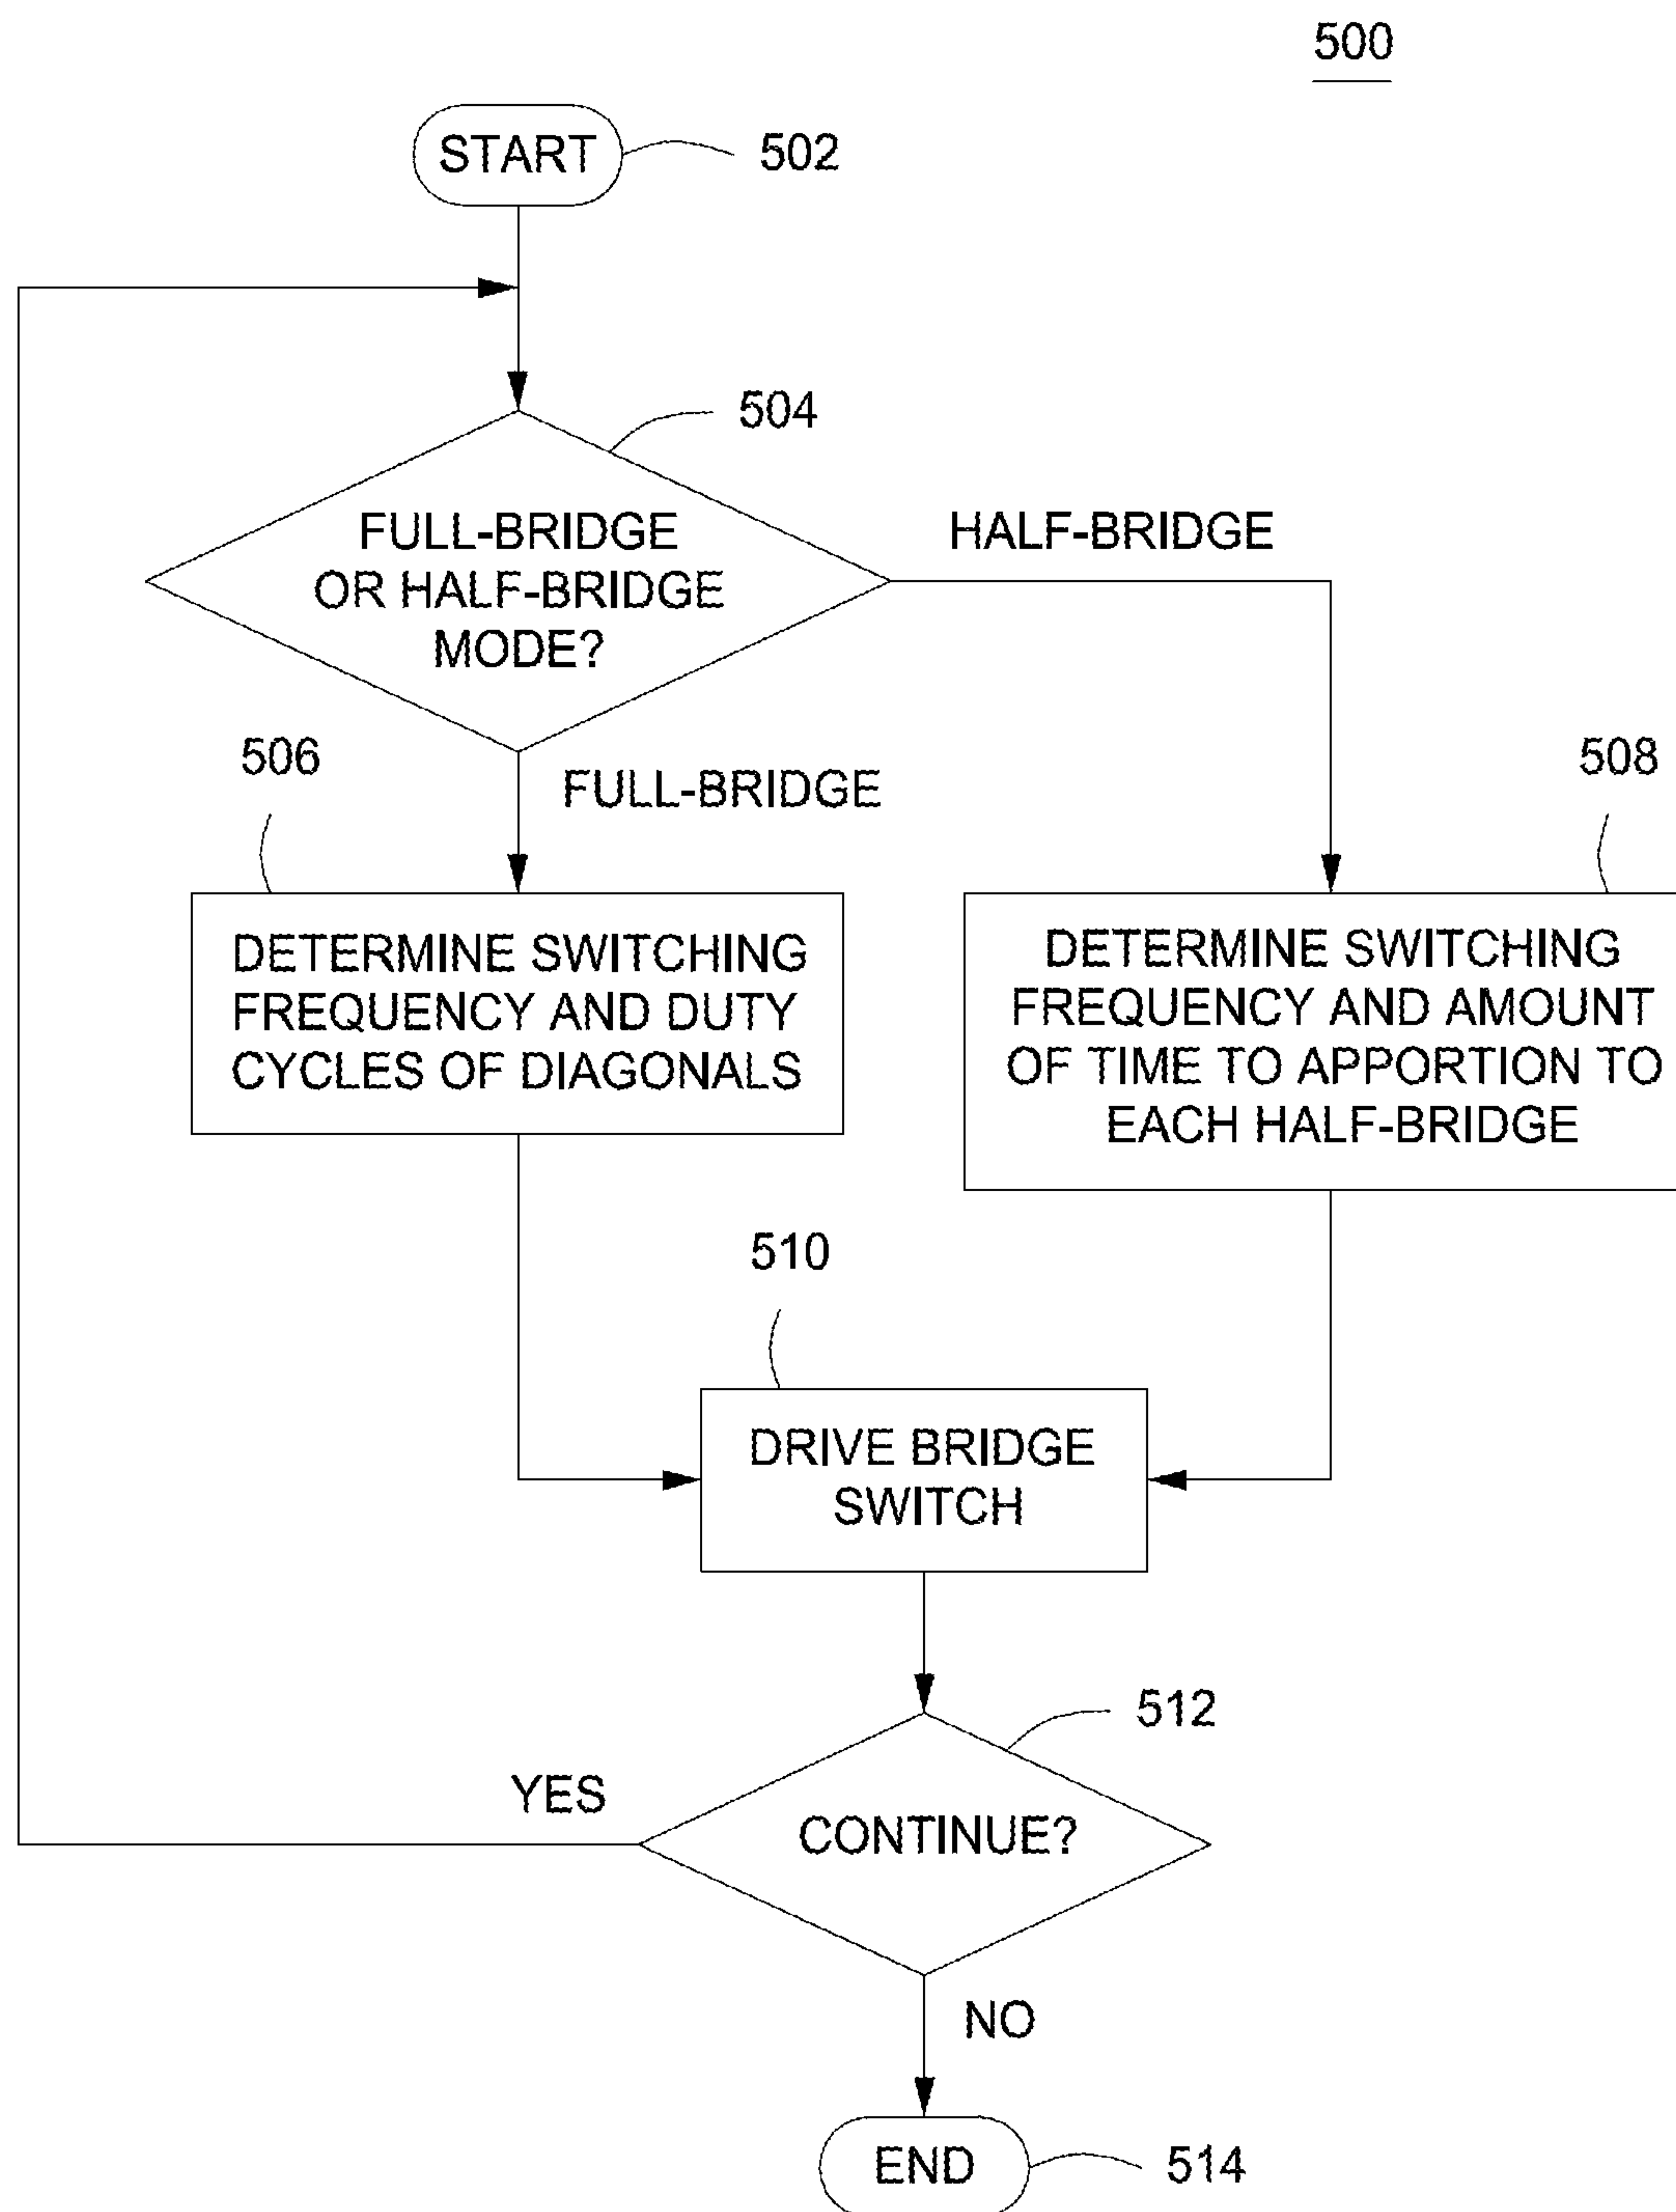 500
START
502
504
FULL-BRIDGE
OR HALF-BRIDGE
MODE?
HALF-BRIDGE
FULL-BRIDGE
506
508
DETERMINE SWITCHING
FREQUENCY AND DUTY
CYCLES OF DIAGONALS
DETERMINE SWITCHING
FREQUENCY AND AMOUNT
OF TIME TO APPORTION TO
EACH HALF-BRIDGE
510
DRIVE BRIDGE
SWITCH
512
CONTINUE?
YES
NO
END
514